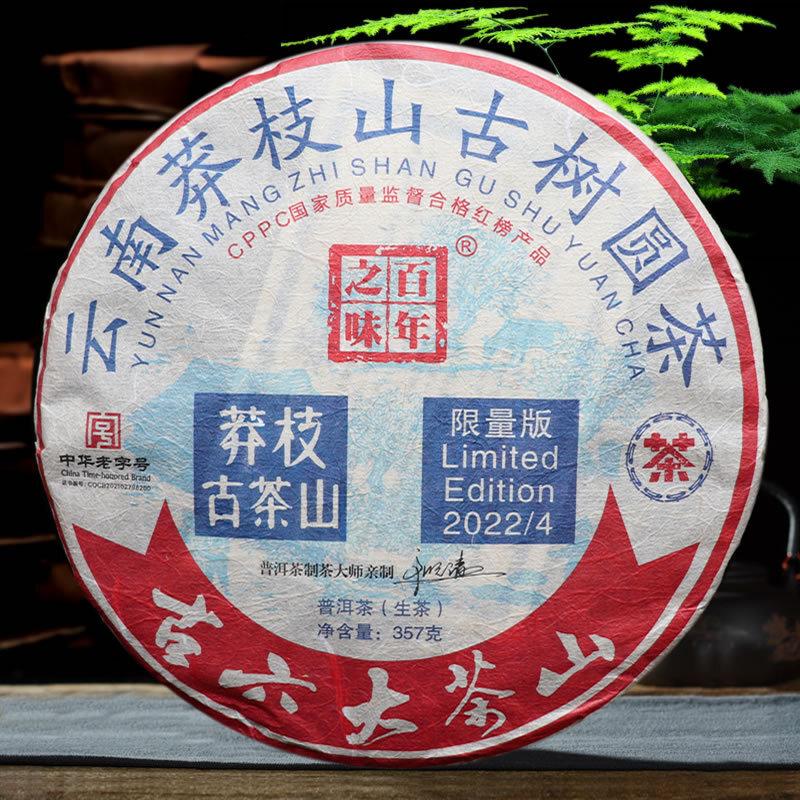 云南莽枝山古树圆茶
YUN NAN MANG ZHI SHAN GU SHU YUAN CHA
CPPC国家质量监督合格红榜产品
®
百年
之味
莽枝
古茶山
限量版
Limited
Edition
2022/4
中华老字号
China Time-honored Brand
茶
普洱茶制茶大师亲制
普洱茶（生茶）
净含量：357克
古六大茶山